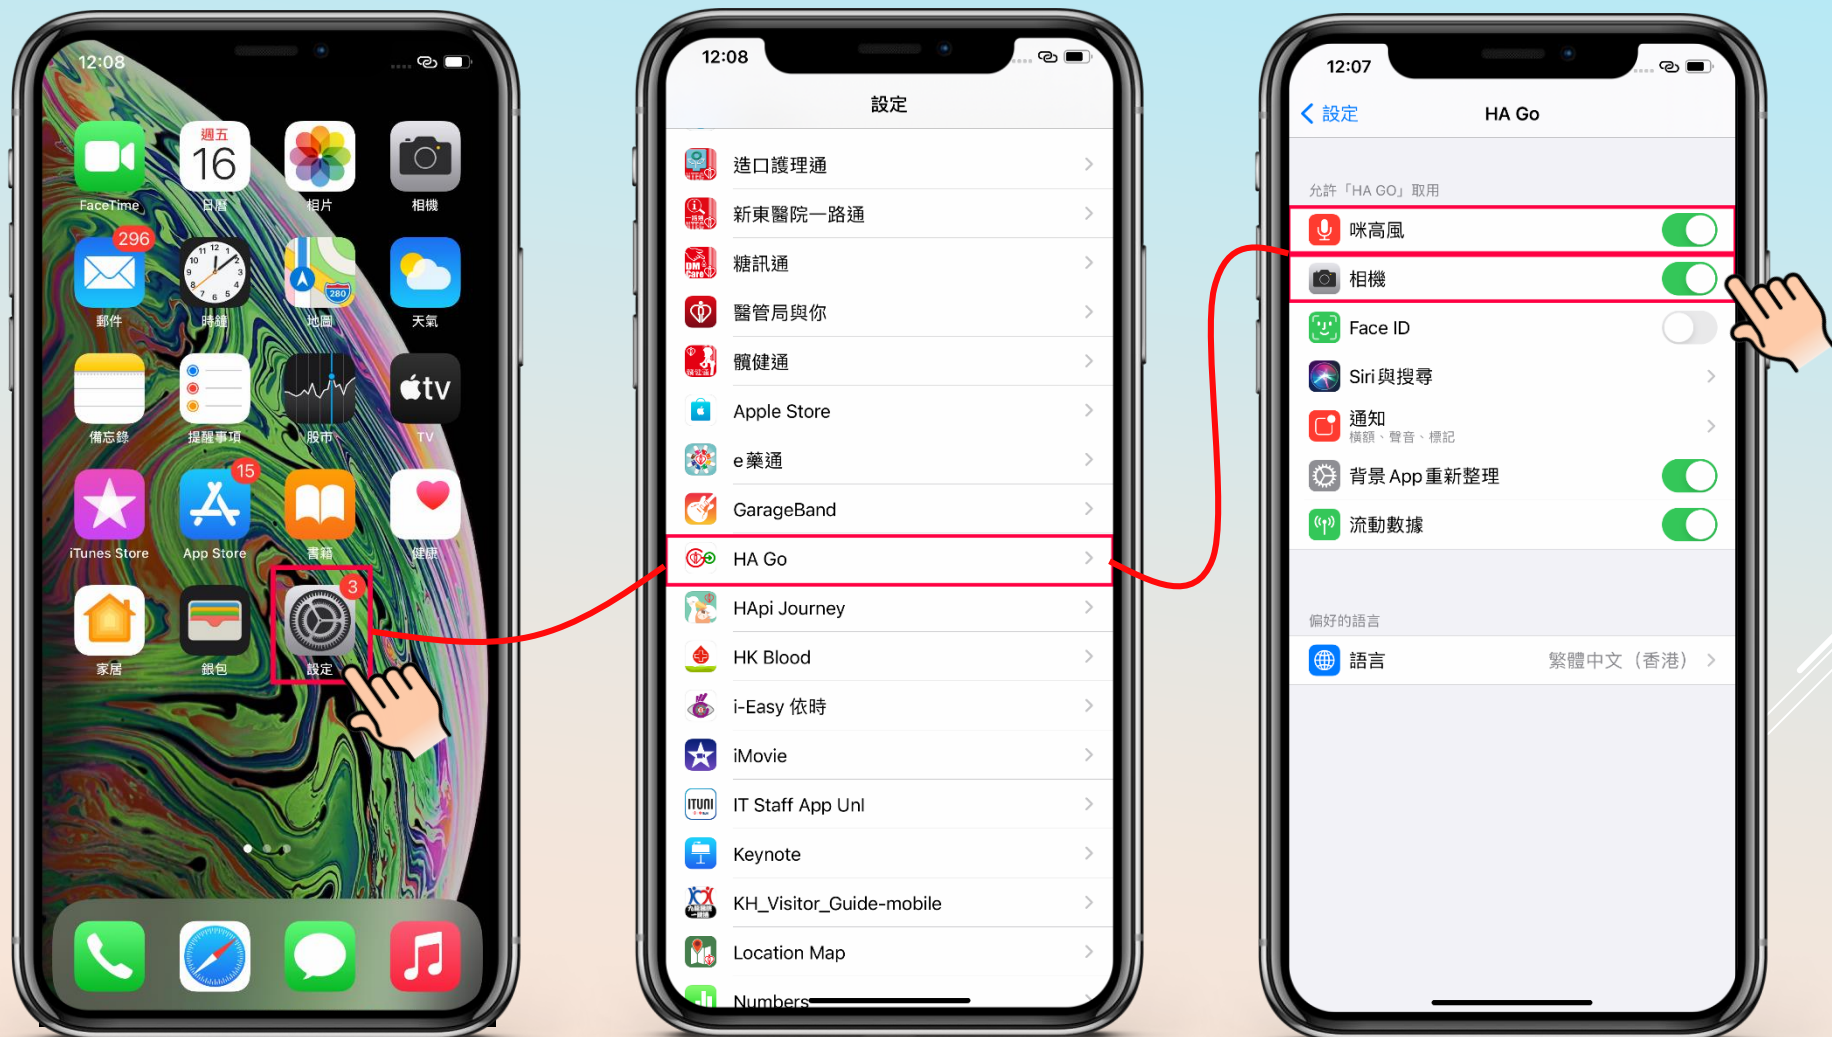 12:08
週五
16
FaceTime
日曆
相片
相機
296
280
郵件
時鐘
地圖
天氣
tv
備忘錄
提醒事項
股市
TV
15
iTunes Store
App Store
書籍
健康
3
家居
銀包
設定
12:08
設定
造口護理通
新東醫院一路通
糖訊通
醫管局與你
髖健通
Apple Store
e藥通
GarageBand
HA Go
HApi Journey
HK Blood
i-Easy 依時
iMovie
ITUNI
IT Staff App Unl
Keynote
KH_Visitor_Guide-mobile
Location Map
Numbers
12:07
設定
HA Go
允許「HA GO」取用
咪高風
相機
Face ID
Siri與搜尋
通知
橫額、聲音、標記
背景 App 重新整理
流動數據
偏好的語言
語言
繁體中文（香港）